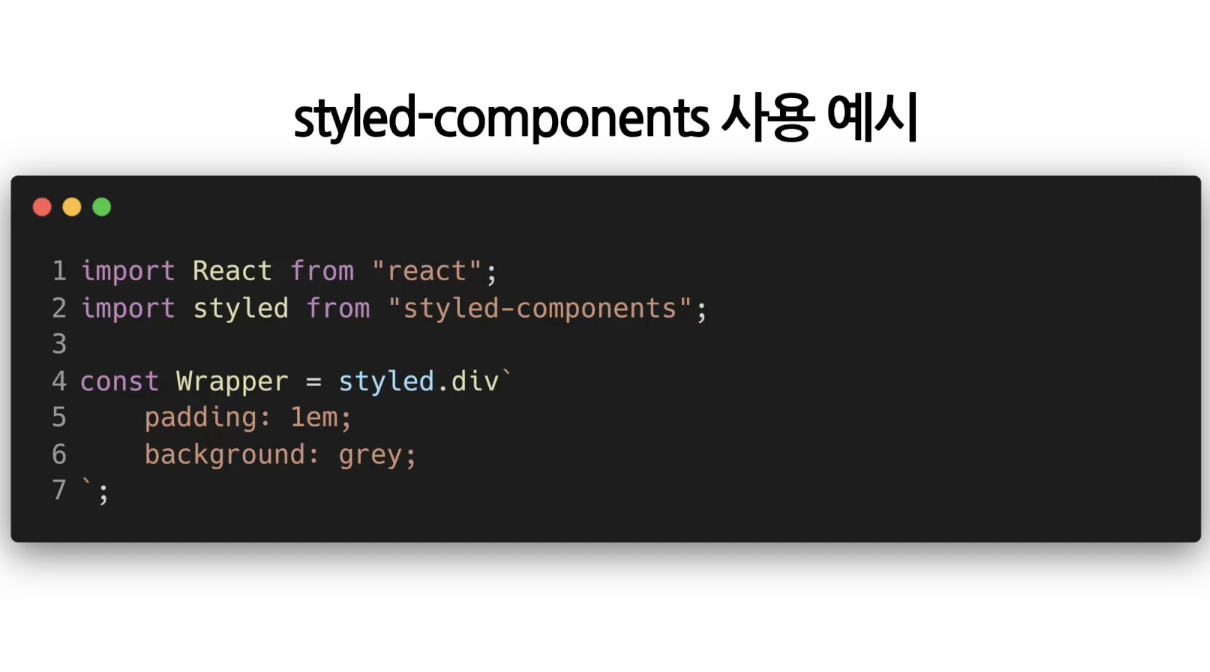 styled-components 사용 예시
1 import React from "react";
2 import styled from "styled-components";
3
4 const Wrapper = styled.div`
5     padding: 1em;
6     background: grey;
7 `;